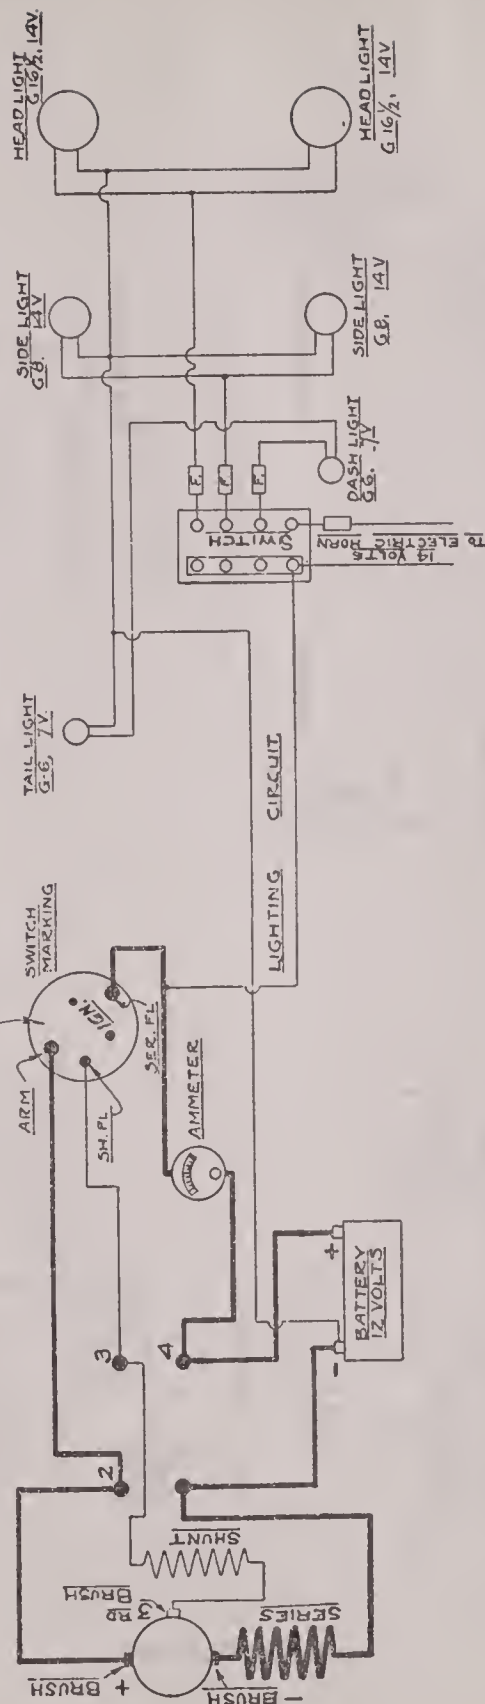 HEADLIGHT
G 16½, 14V.
HEADLIGHT
G 16½, 14V
SIDE LIGHT
G8. 14V
SIDE LIGHT
G8. 14V
DASH LIGHT
G6. -7V
F.
F.
F.
SWITCH
TO ELECTRIC HORN
14 VOLTS
TAIL LIGHT
G-6, 7V.
LIGHTING CIRCUIT
SWITCH
MARKING
IGN.
ARM
SH. FL
SER. FL
AMMETER
3
4
2
+
-
BATTERY
12 VOLTS
SHUNT
3RD
BRUSH
SERIES
BRUSH +
BRUSH -